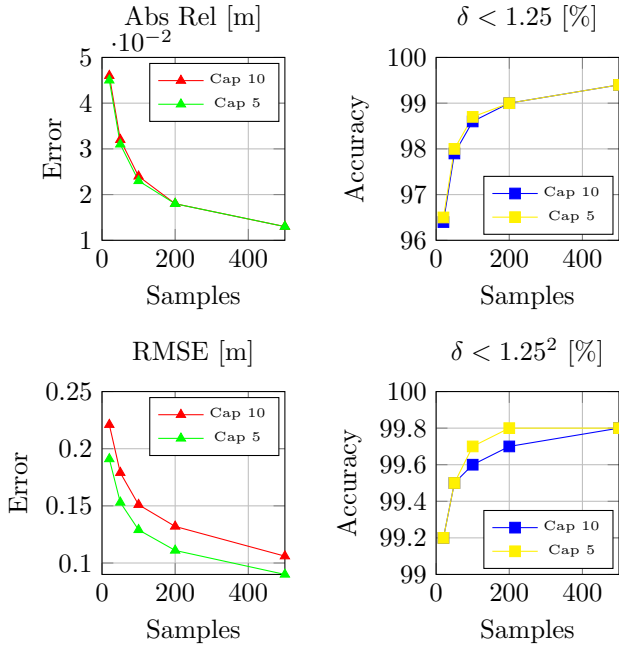 Abs Rel [m]
·10−2
5
4
3
2
1
0
200
400
Error
Samples
Cap 10
Cap 5
δ < 1.25 [%]
100
99
98
97
96
0
200
400
Accuracy
Samples
Cap 10
Cap 5
RMSE [m]
0.25
0.2
0.15
0.1
0
200
400
Error
Samples
Cap 10
Cap 5
δ < 1.25² [%]
100
99.8
99.6
99.4
99.2
99
0
200
400
Accuracy
Samples
Cap 10
Cap 5